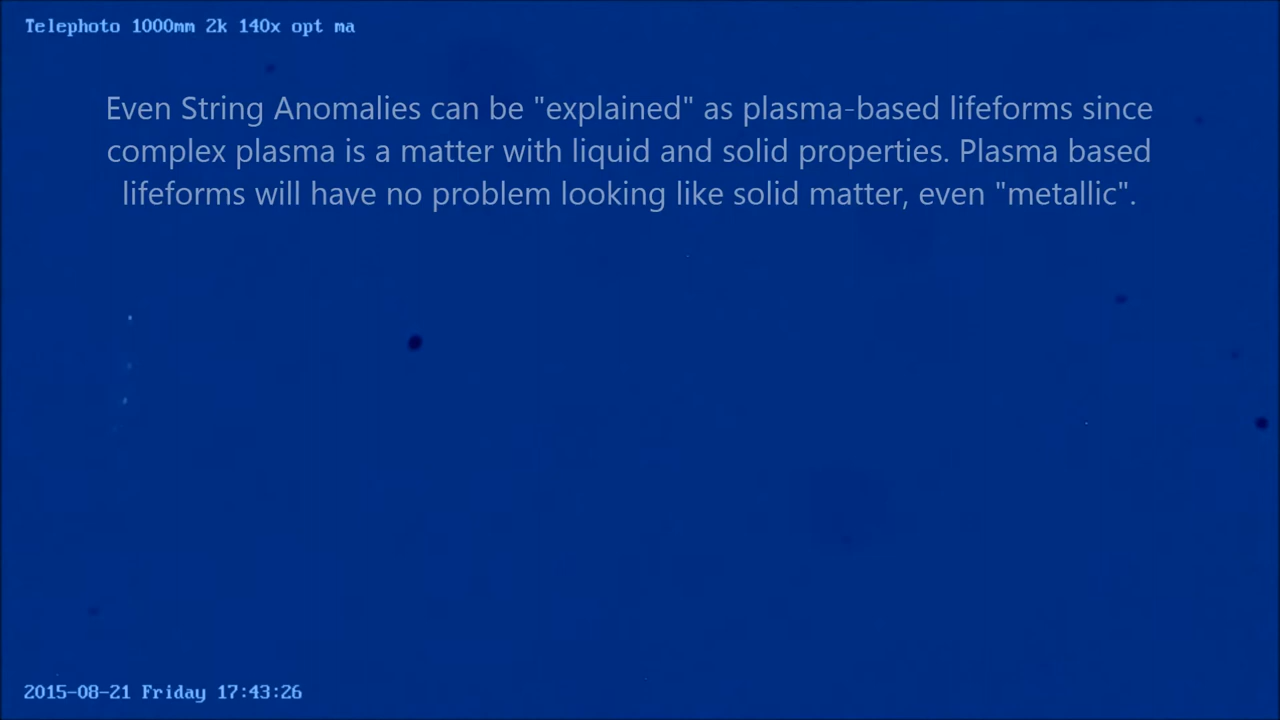 Telephoto 1000mm 2k 140x opt ma
Even String Anomalies can be "explained" as plasma-based lifeforms since
complex plasma is a matter with liquid and solid properties. Plasma based
lifeforms will have no problem looking like solid matter, even "metallic".
2015-08-21 Friday 17:43:26